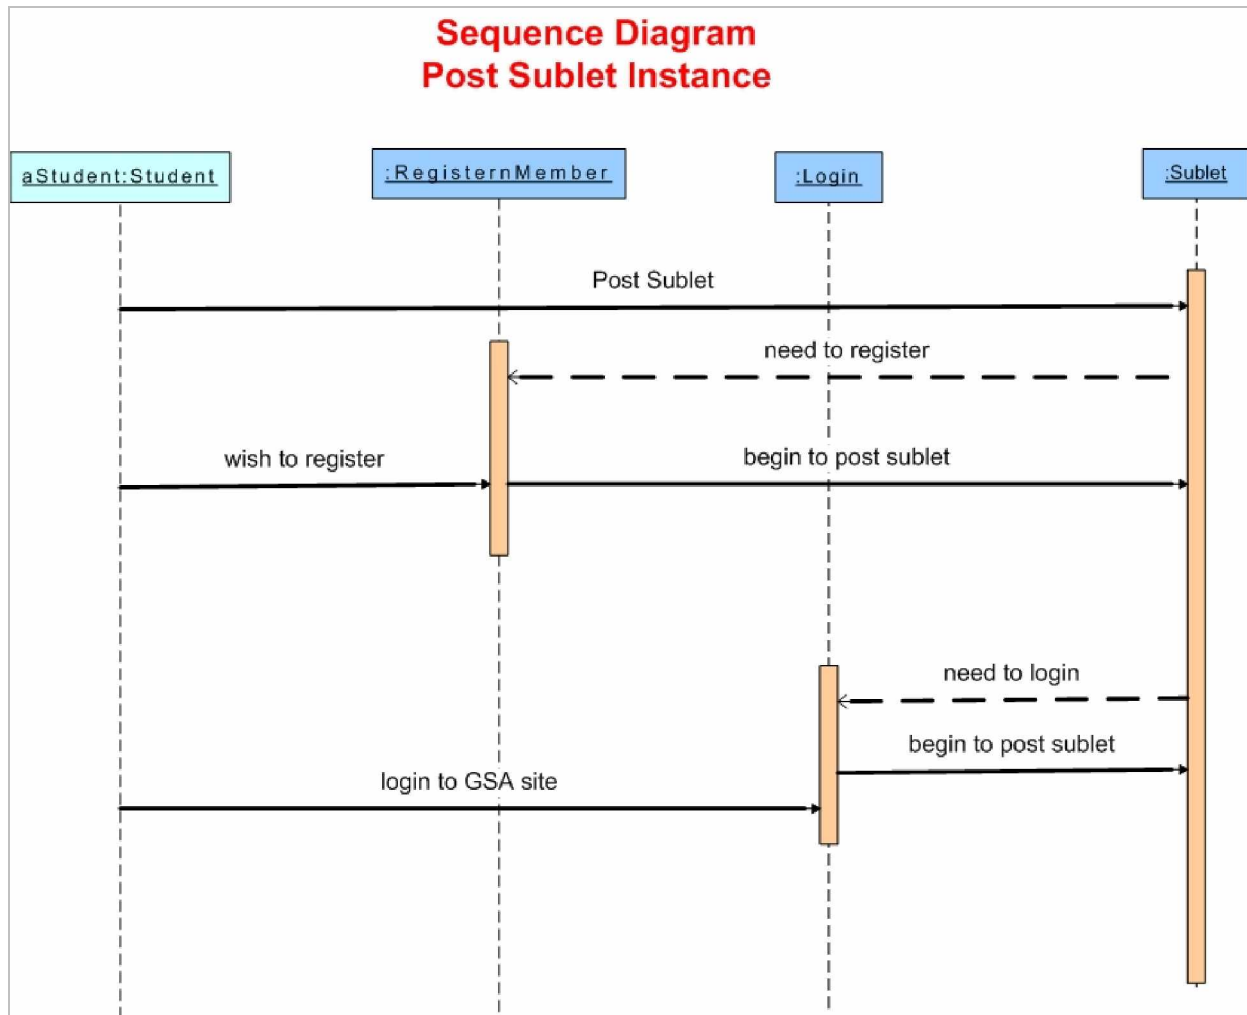 Sequence Diagram
Post Sublet Instance
aStudent:Student
:RegisternMember
:Login
:Sublet
Post Sublet
need to register
wish to register
begin to post sublet
need to login
begin to post sublet
login to GSA site